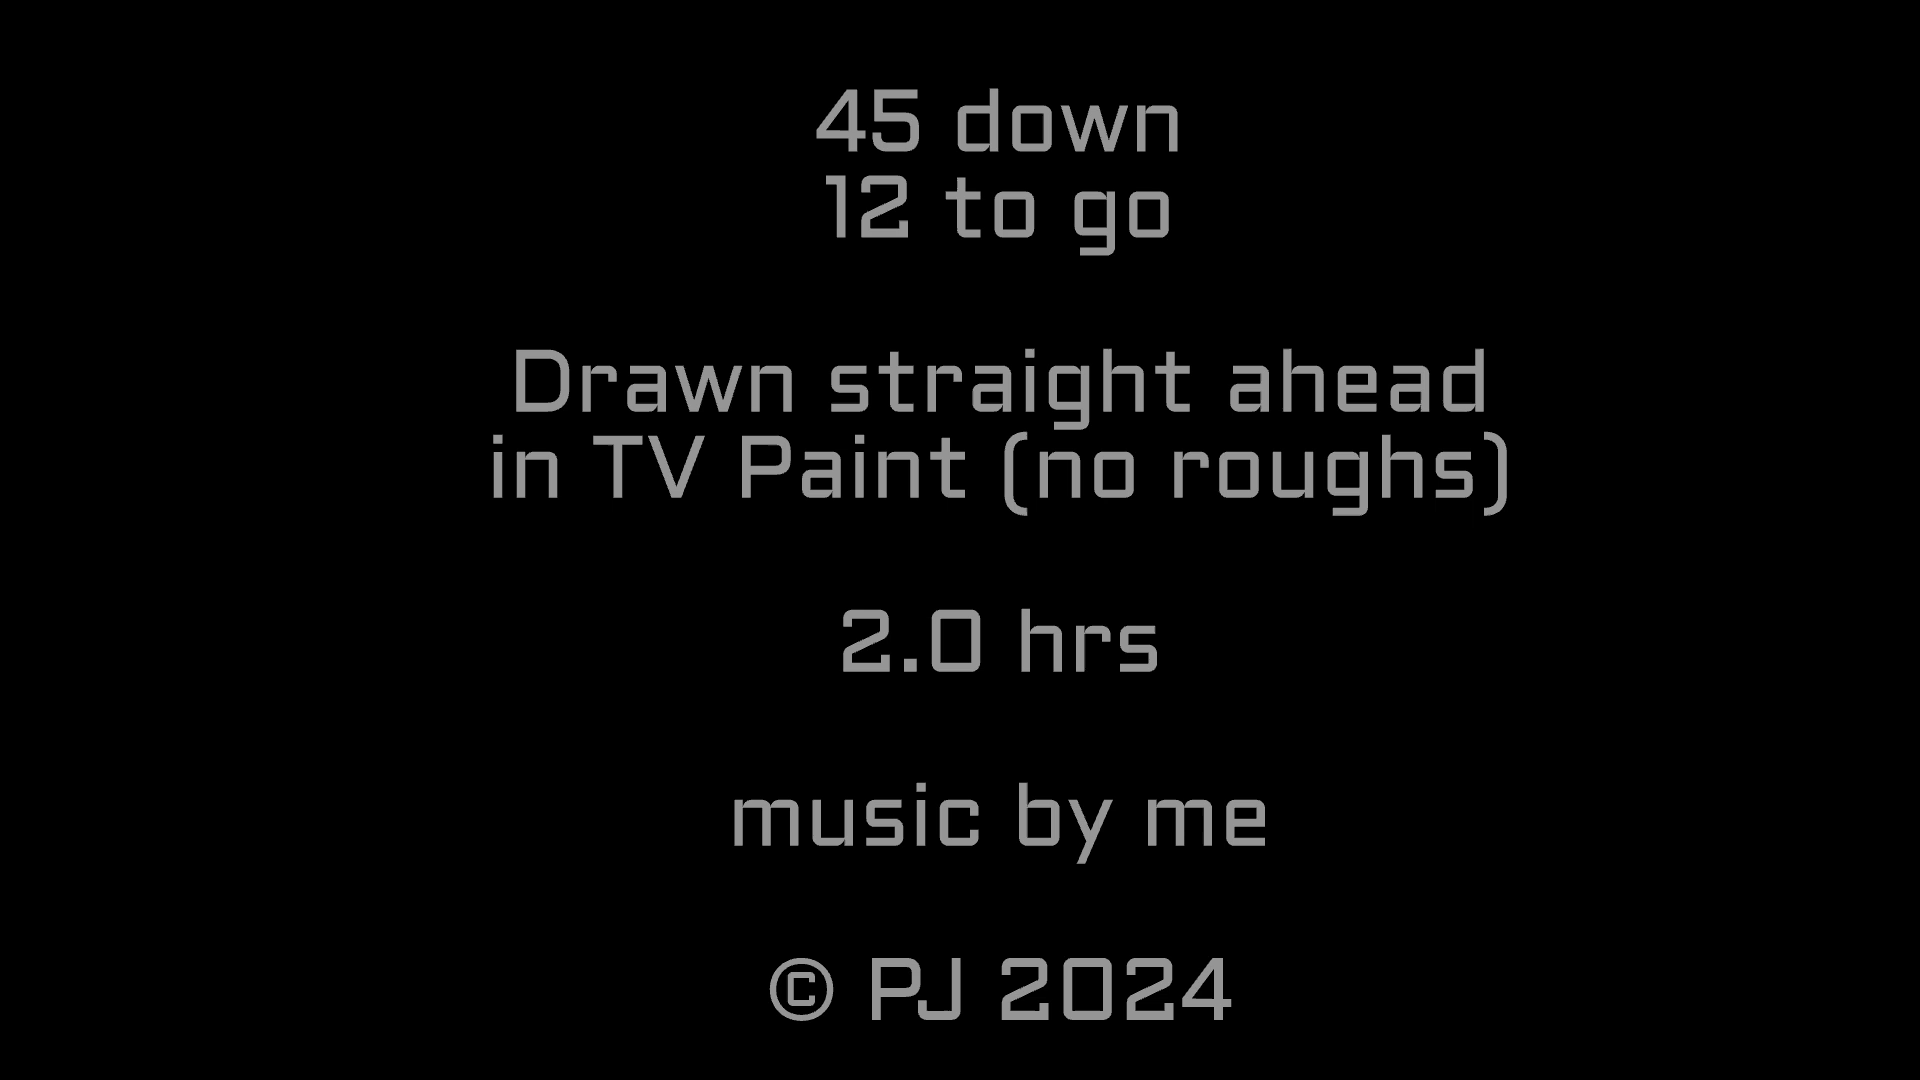 45 down
12 to go
Drawn straight ahead
in TV Paint (no roughs)
2.0 hrs
music by me
© PJ 2024